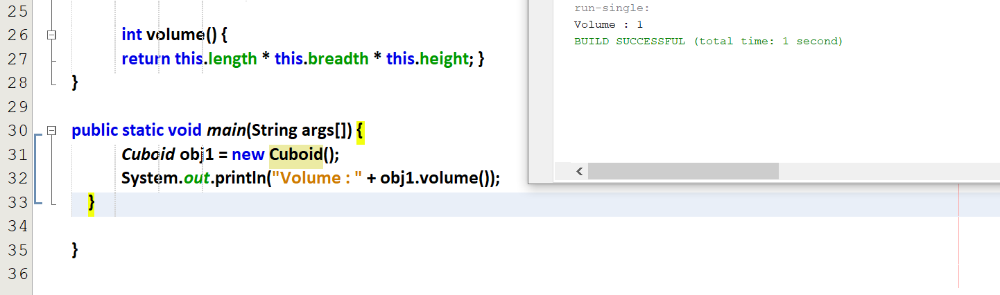 25
26 int volume() {
27 return this.length * this.breadth * this.height; }
28 }
29
30 public static void main(String args[]) {
31 Cuboid obj1 = new Cuboid();
32 System.out.println("Volume : " + obj1.volume());
33 }
34
35 }
36
run-single:
Volume : 1
BUILD SUCCESSFUL (total time: 1 second)